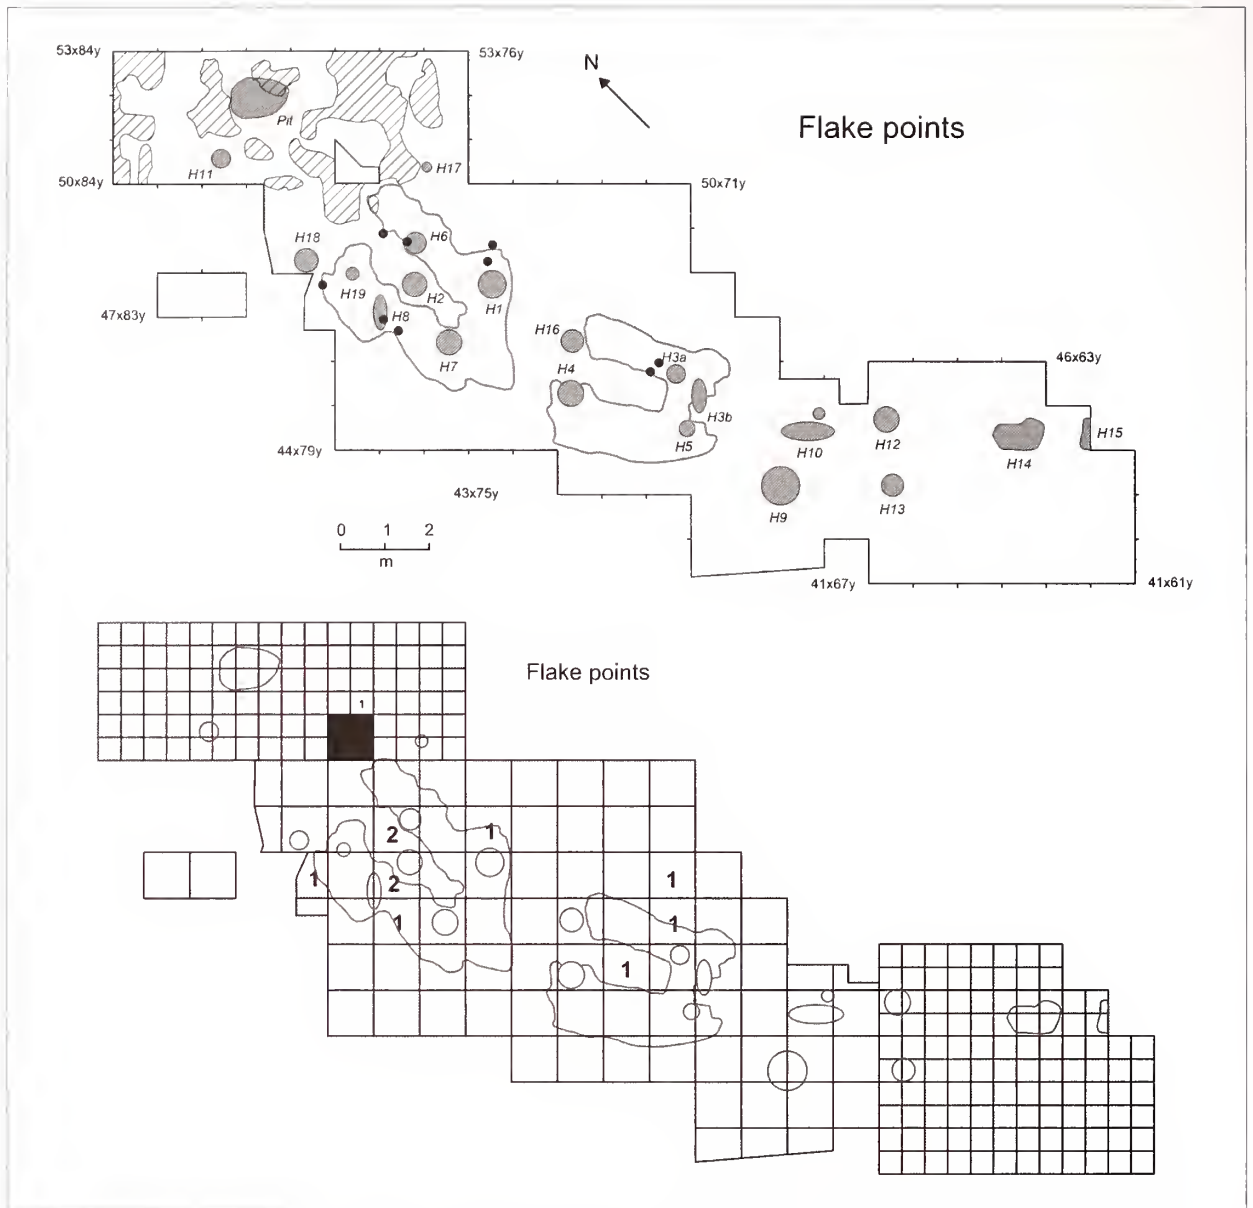 53x84y
53x76y
N
Flake points
Pit
H11
H17
50x84y
50x71y
H18
H6
H19
H2
H1
47x83y
H8
H7
H16
H3a
46x63y
H4
H3b
H5
H10
H12
H14
H15
44x79y
43x75y
H9
H13
0 1 2
m
41x67y
41x61y
Flake points
1
2
1
1
2
1
1
1
1